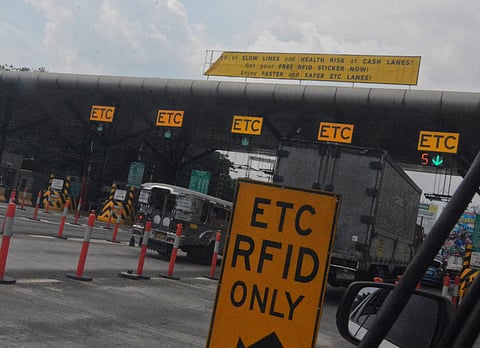 of SLOW LINES and HEALTH RISK at CASH LANES?
Get your FREE RFID STICKER NOW!
Enjoy FASTER and SAFER ETC LANES!
ETC
ETC
ETC
ETC
ETC
5
ETC
RFID
ONLY